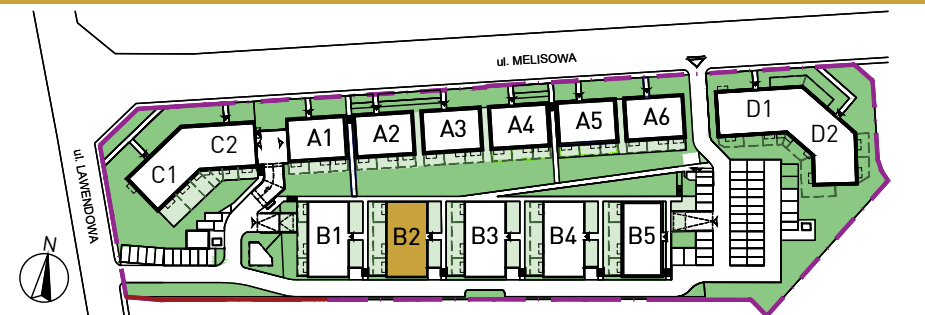 ul. MELISOWA
ul. LAWENDOWA
C1
C2
A1
A2
A3
A4
A5
A6
D1
D2
B1
B2
B3
B4
B5
N